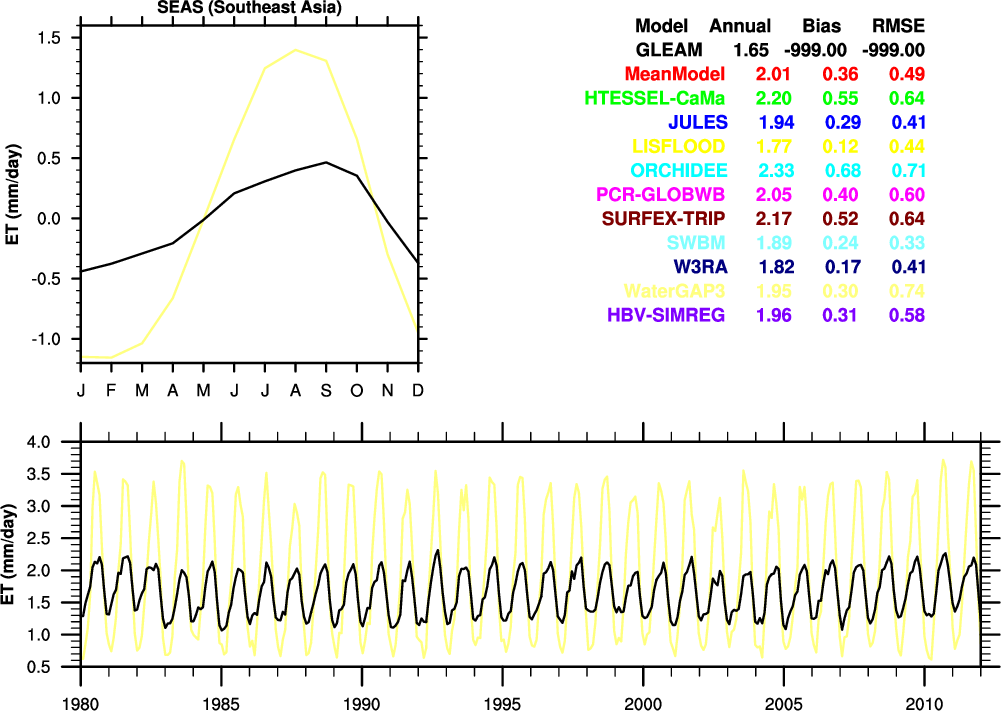 SEAS (Southeast Asia)
1.5
1.0
0.5
0.0
-0.5
-1.0
ET (mm/day)
J F M A M J J A S O N D
Model Annual Bias RMSE
GLEAM 1.65 -999.00 -999.00
MeanModel 2.01 0.36 0.49
HTESSEL-CaMa 2.20 0.55 0.64
JULES 1.94 0.29 0.41
LISFLOOD 1.77 0.12 0.44
ORCHIDEE 2.33 0.68 0.71
PCR-GLOBWB 2.05 0.40 0.60
SURFEX-TRIP 2.17 0.52 0.64
SWBM 1.89 0.24 0.33
W3RA 1.82 0.17 0.41
WaterGAP3 1.95 0.30 0.74
HBV-SIMREG 1.96 0.31 0.58
4.0
3.5
3.0
2.5
2.0
1.5
1.0
0.5
ET (mm/day)
1980 1985 1990 1995 2000 2005 2010